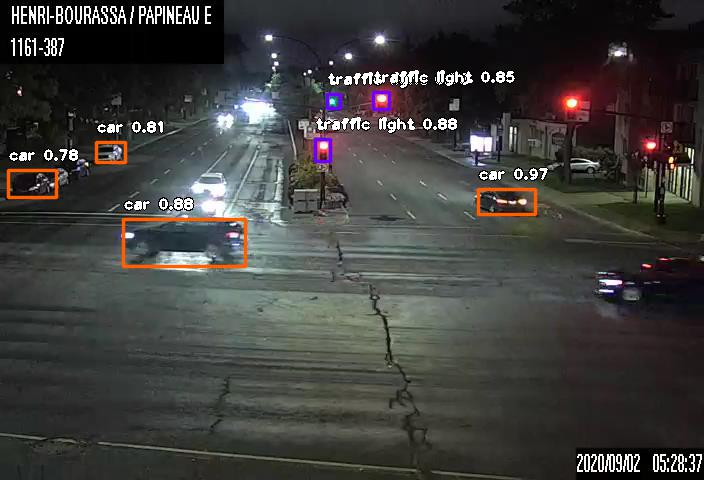 HENRI-BOURASSA / PAPINEAU E
1161-387
traffic light 0.85
traffic light 0.88
car 0.81
car 0.78
car 0.97
car 0.88
2020/09/02 05:28:37